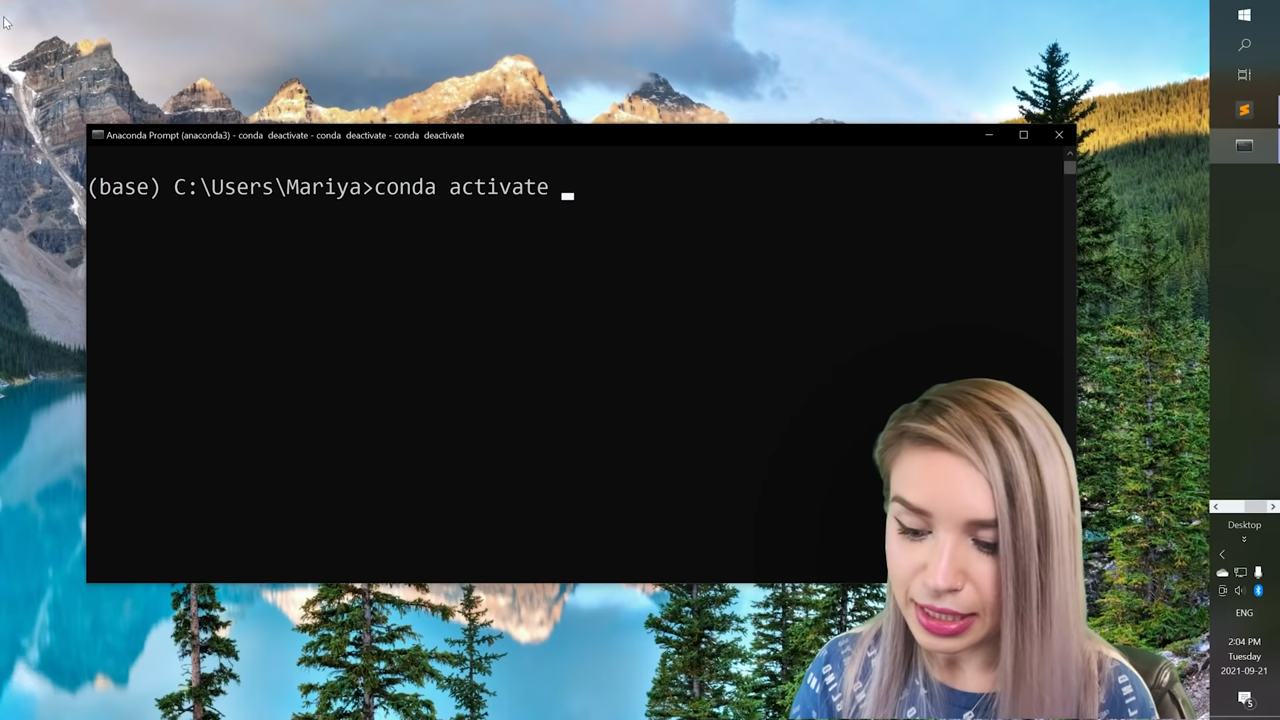 Anaconda Prompt (anaconda3) - conda  deactivate - conda  deactivate - conda  deactivate
(base) C:\Users\Mariya>conda activate
Desktop
ENG
2:04 PM
Tuesday
2021-09-21
5